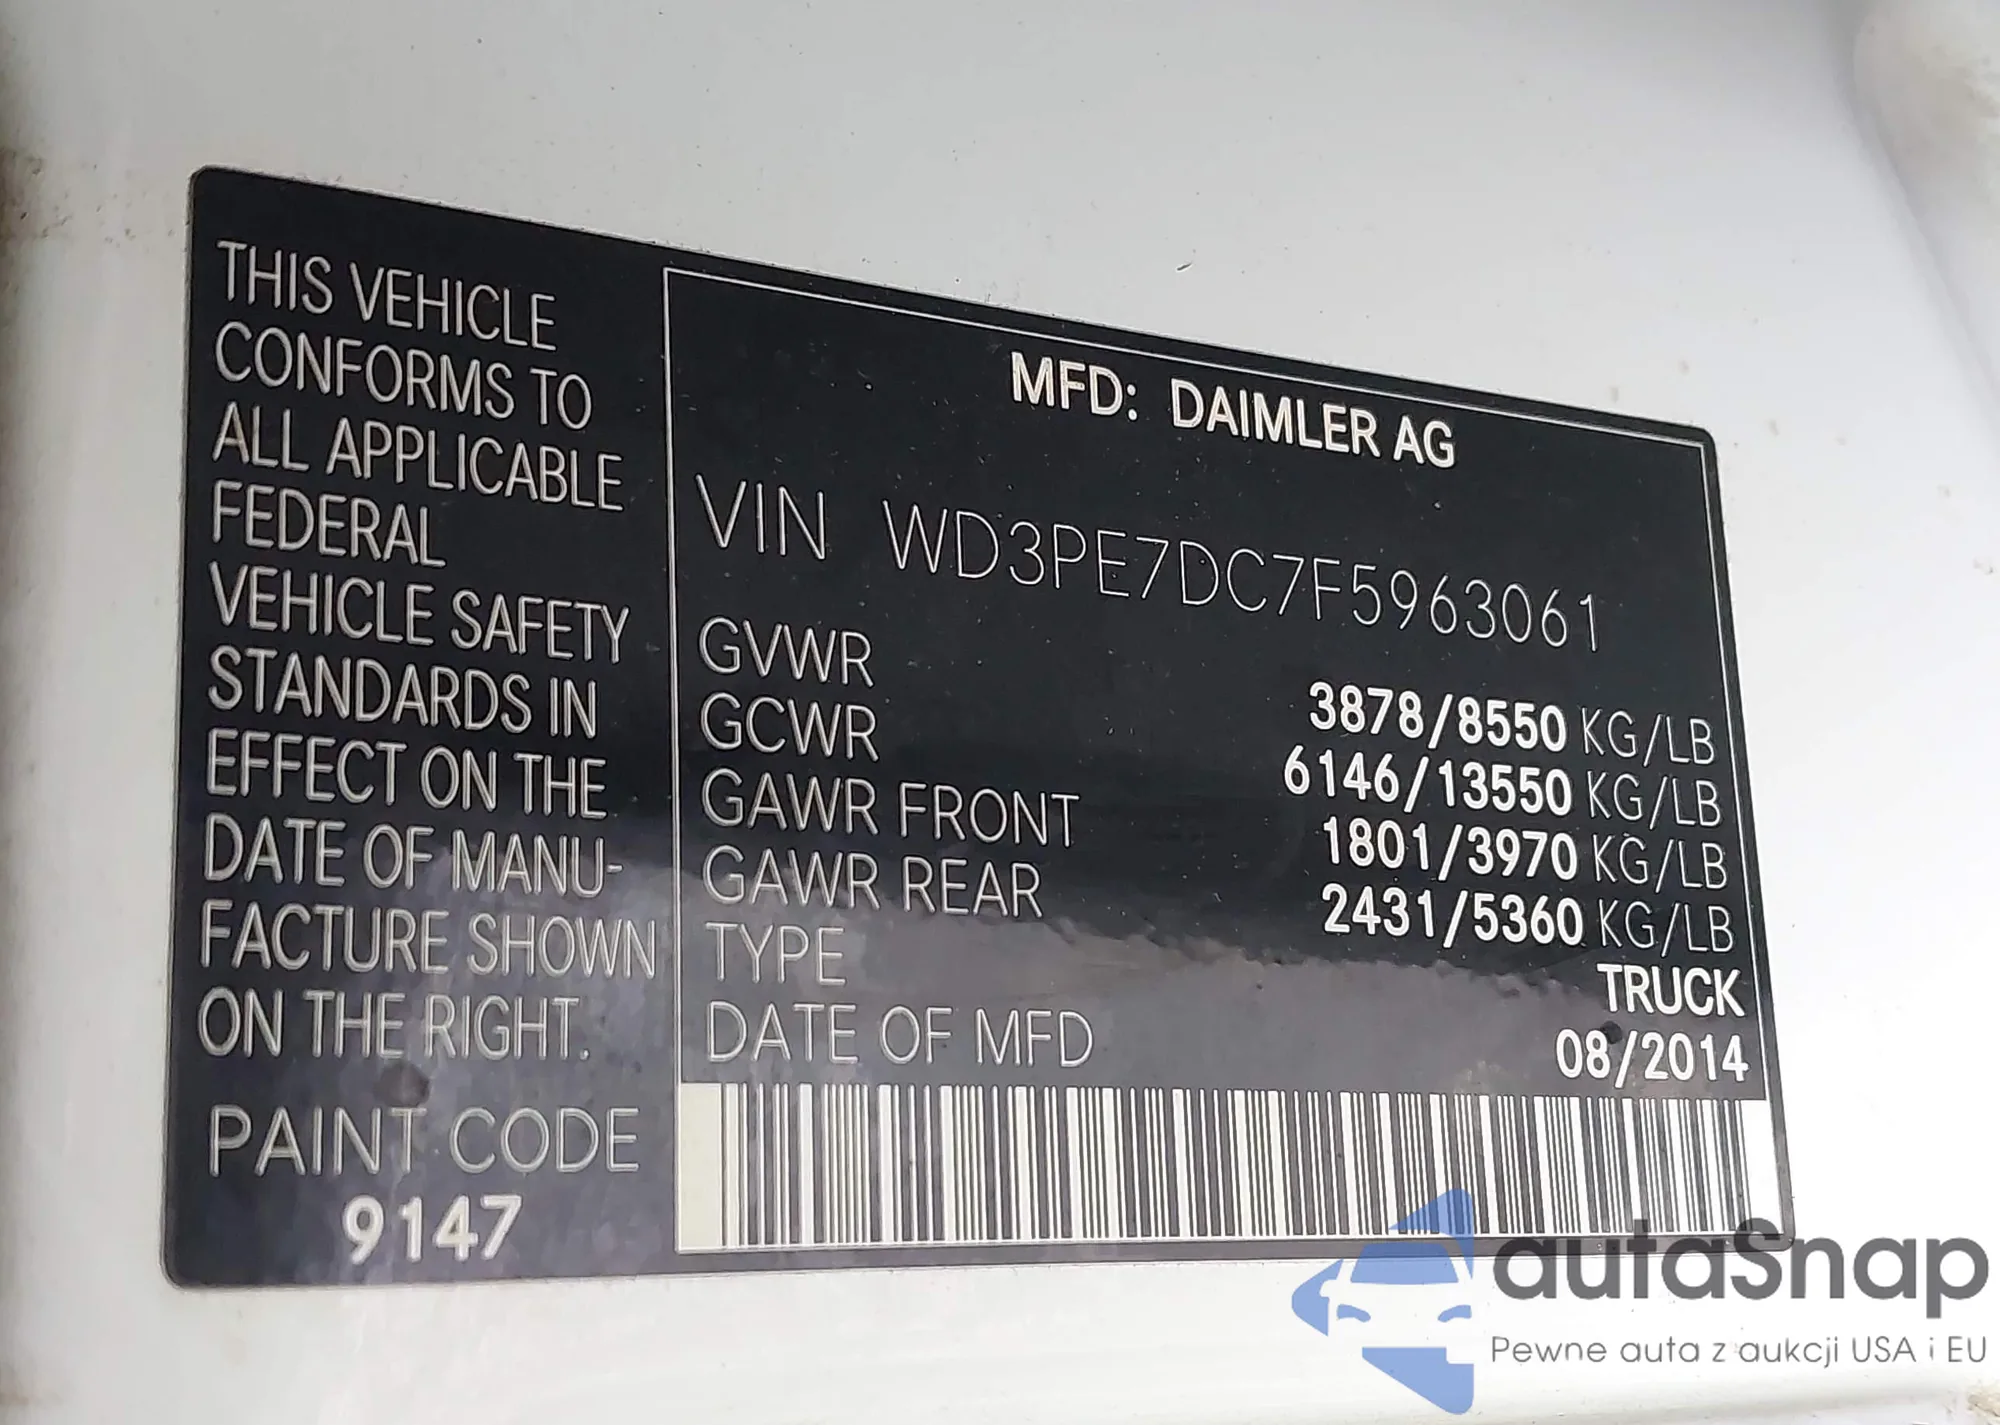 THIS VEHICLE
CONFORMS TO
ALL APPLICABLE
FEDERAL
VEHICLE SAFETY
STANDARDS IN
EFFECT ON THE
DATE OF MANU-
FACTURE SHOWN
ON THE RIGHT.
PAINT CODE
9147
MFD: DAIMLER AG
VIN WD3PE7DC7F5963061
GVWR 3878/8550 KG/LB
GCWR 6146/13550 KG/LB
GAWR FRONT 1801/3970 KG/LB
GAWR REAR 2431/5360 KG/LB
TYPE TRUCK
DATE OF MFD 08/2014
autaSnap
Pewne auta z aukcji USA i EU